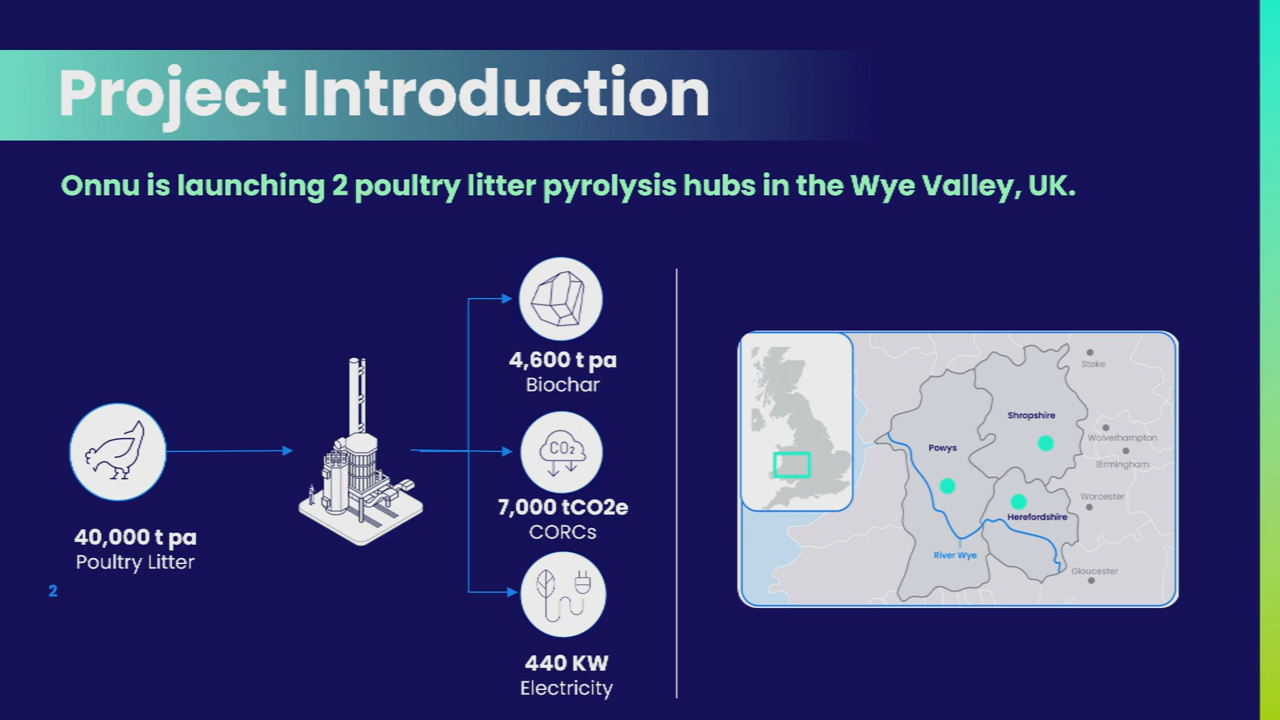 Project Introduction
Onnu is launching 2 poultry litter pyrolysis hubs in the Wye Valley, UK.
40,000 t pa
Poultry Litter
4,600 t pa
Biochar
CO₂
7,000 tCO2e
CORCs
440 KW
Electricity
Stoke
Shropshire
Wolverhampton
Powys
Birmingham
Worcester
Herefordshire
River Wye
Gloucester
2